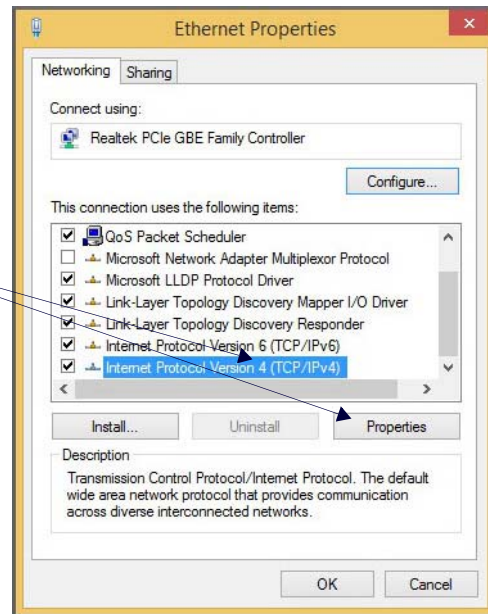 Ethernet Properties
Networking Sharing
Connect using:
Realtek PCIe GBE Family Controller
Configure...
This connection uses the following items:
QoS Packet Scheduler
Microsoft Network Adapter Multiplexor Protocol
Microsoft LLDP Protocol Driver
Link-Layer Topology Discovery Mapper I/O Driver
Link-Layer Topology Discovery Responder
Internet Protocol Version 6 (TCP/IPv6)
Internet Protocol Version 4 (TCP/IPv4)
Install... Uninstall Properties
Description
Transmission Control Protocol/Internet Protocol. The default
wide area network protocol that provides communication
across diverse interconnected networks.
OK Cancel